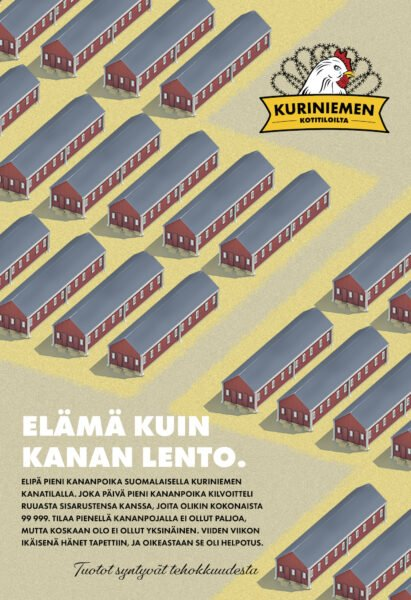 KURINIEMEN
KOTITILOILTA
ELÄMÄ KUIN
KANAN LENTO.
ELIPÄ PIENI KANANPOIKA SUOMALAISELLA KURINIEMEN
KANATILALLA. JOKA PÄIVÄ PIENI KANANPOIKA KILVOITTELI
RUUASTA SISARUSTENSA KANSSA, JOITA OLIKIN KOKONAISTA
99 999. TILAA PIENELLÄ KANANPOJALLA EI OLLUT PALJOA,
MUTTA KOSKAAN OLO EI OLLUT YKSINÄINEN. VIIDEN VIIKON
IKÄISENÄ HÄNET TAPETTIIN, JA OIKEASTAAN SE OLI HELPOTUS.
Tuotot syntyvät tehokkuudesta